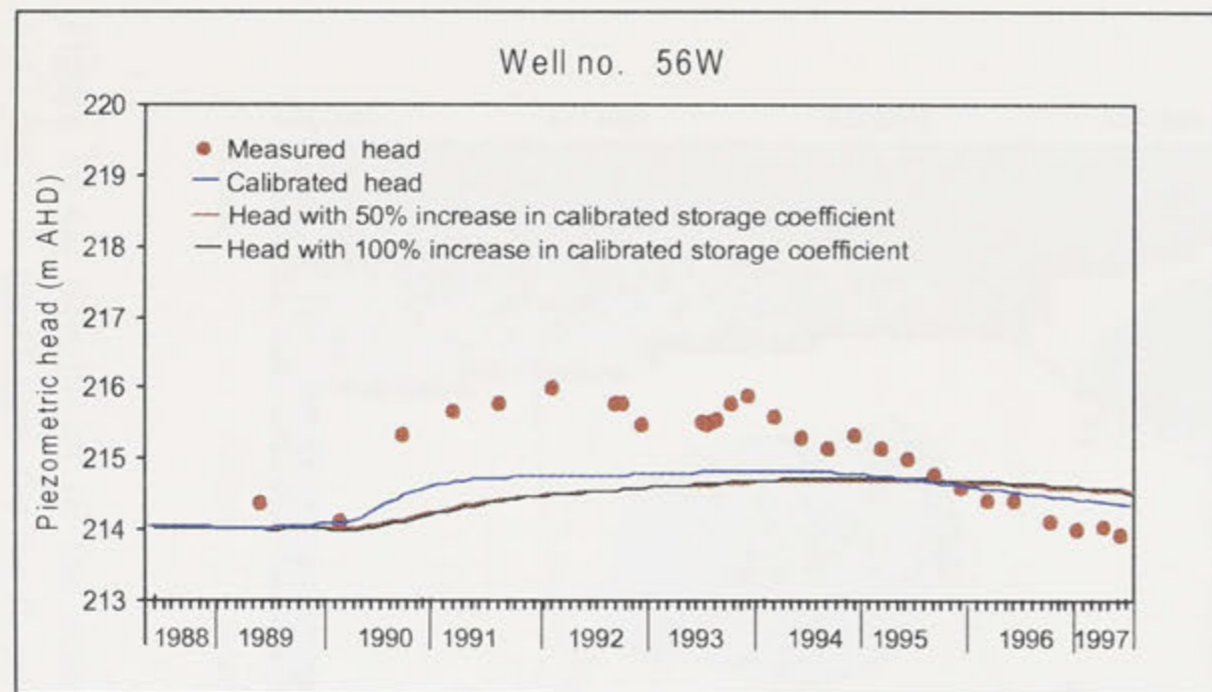 Well no. 56W
220
219
218
217
216
215
214
213
Piezometric head (m AHD)
Measured head
Calibrated head
Head with 50% increase in calibrated storage coefficient
Head with 100% increase in calibrated storage coefficient
1988 1989 1990 1991 1992 1993 1994 1995 1996 1997